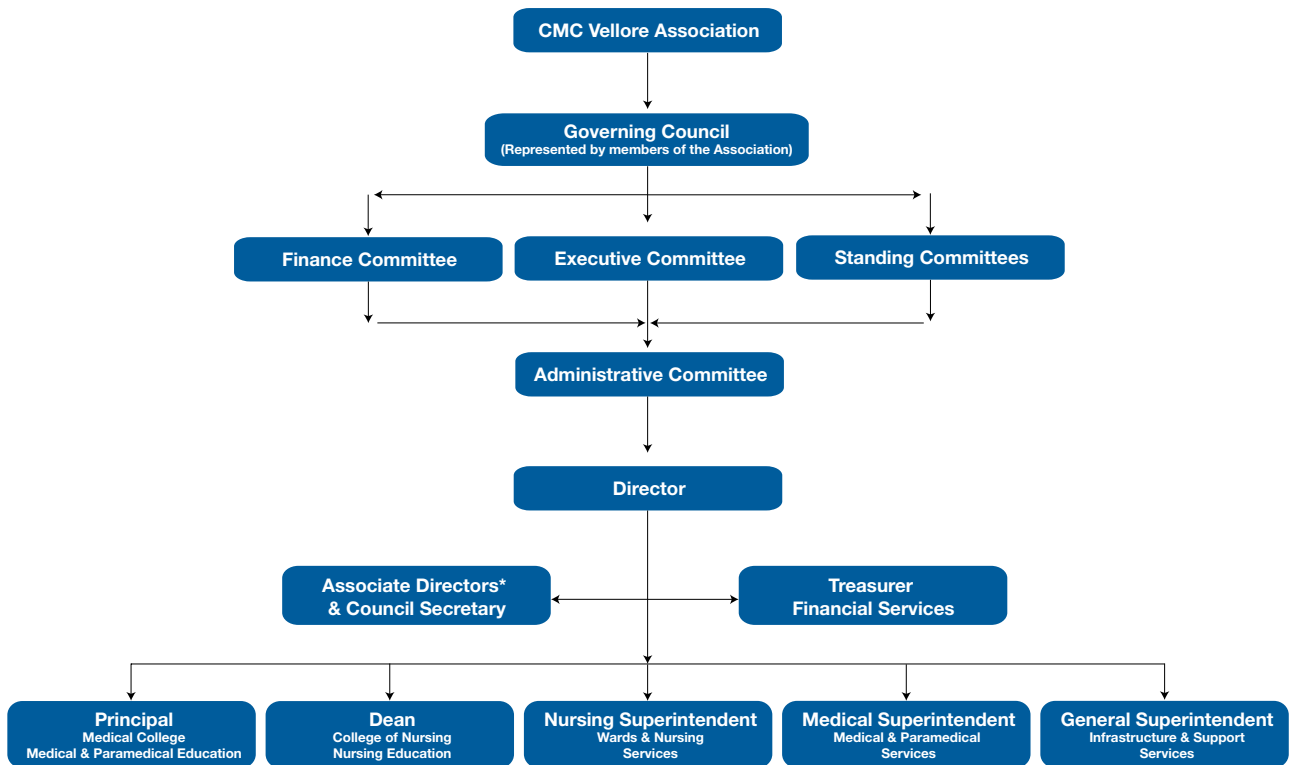 CMC Vellore Association
Governing Council
(Represented by members of the Association)
Finance Committee
Executive Committee
Standing Committees
Administrative Committee
Director
Associate Directors*
& Council Secretary
Treasurer
Financial Services
Principal
Medical College
Medical & Paramedical Education
Dean
College of Nursing
Nursing Education
Nursing Superintendent
Wards & Nursing
Services
Medical Superintendent
Medical & Paramedical
Services
General Superintendent
Infrastructure & Support
Services